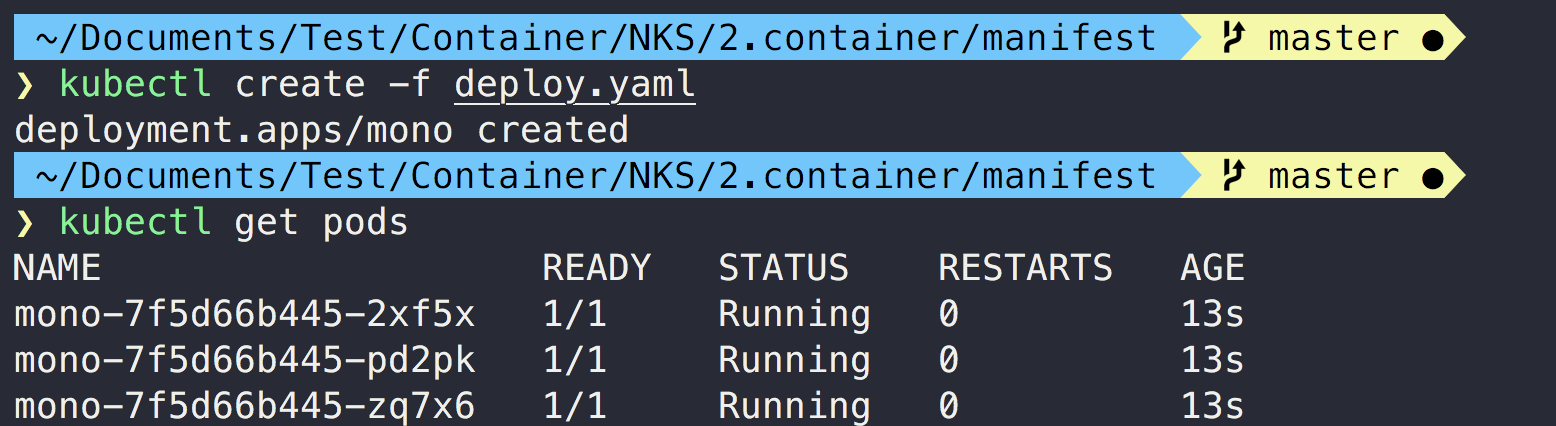 ~/Documents/Test/Container/NKS/2.container/manifest master ●
❯ kubectl create -f deploy.yaml
deployment.apps/mono created
~/Documents/Test/Container/NKS/2.container/manifest master ●
❯ kubectl get pods
NAME READY STATUS RESTARTS AGE
mono-7f5d66b445-2xf5x 1/1 Running 0 13s
mono-7f5d66b445-pd2pk 1/1 Running 0 13s
mono-7f5d66b445-zq7x6 1/1 Running 0 13s